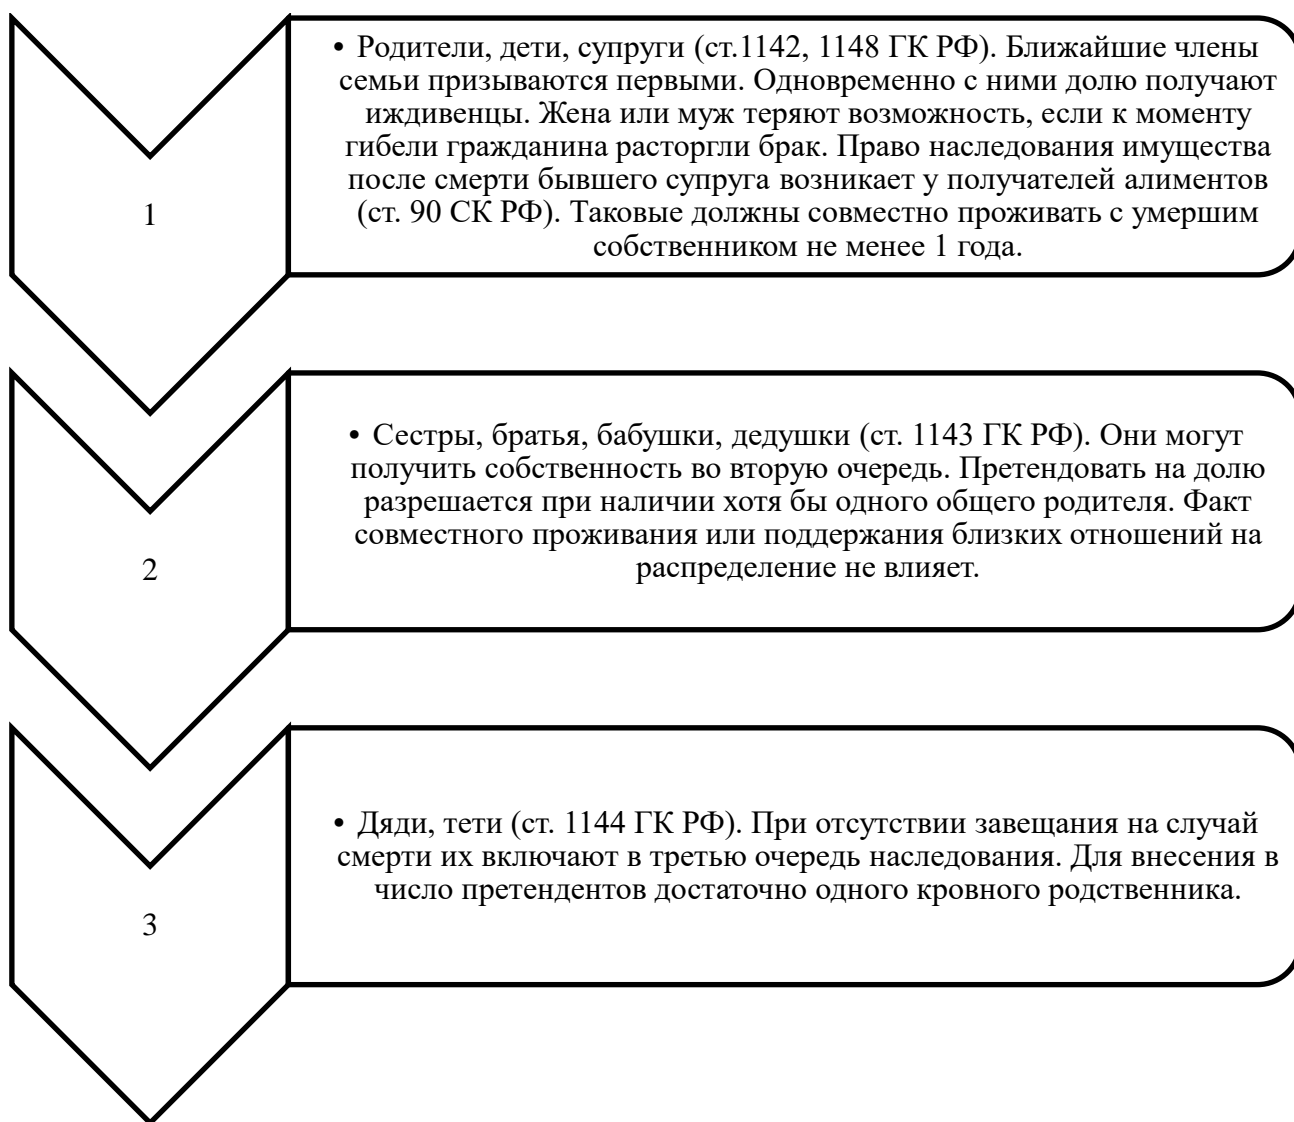 1
• Родители, дети, супруги (ст.1142, 1148 ГК РФ). Ближайшие члены
семьи призываются первыми. Одновременно с ними долю получают
иждивенцы. Жена или муж теряют возможность, если к моменту
гибели гражданина расторгли брак. Право наследования имущества
после смерти бывшего супруга возникает у получателей алиментов
(ст. 90 СК РФ). Таковые должны совместно проживать с умершим
собственником не менее 1 года.
2
• Сестры, братья, бабушки, дедушки (ст. 1143 ГК РФ). Они могут
получить собственность во вторую очередь. Претендовать на долю
разрешается при наличии хотя бы одного общего родителя. Факт
совместного проживания или поддержания близких отношений на
распределение не влияет.
3
• Дяди, тети (ст. 1144 ГК РФ). При отсутствии завещания на случай
смерти их включают в третью очередь наследования. Для внесения в
число претендентов достаточно одного кровного родственника.